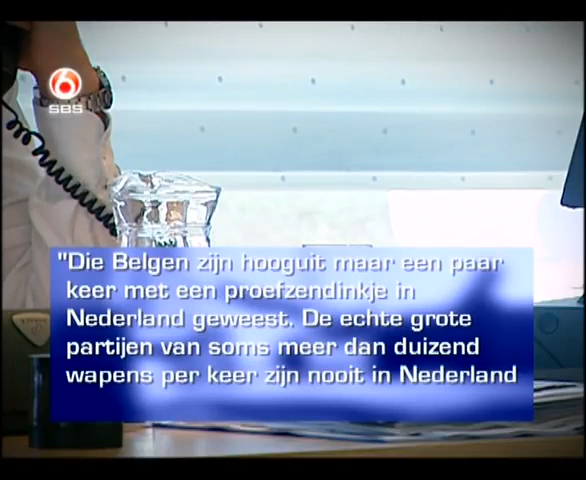 6
SBS
"Die Belgen zijn hooguit maar een paar
keer met een proefzendinkje in
Nederland geweest. De echte grote
partijen van soms meer dan duizend
wapens per keer zijn nooit in Nederland